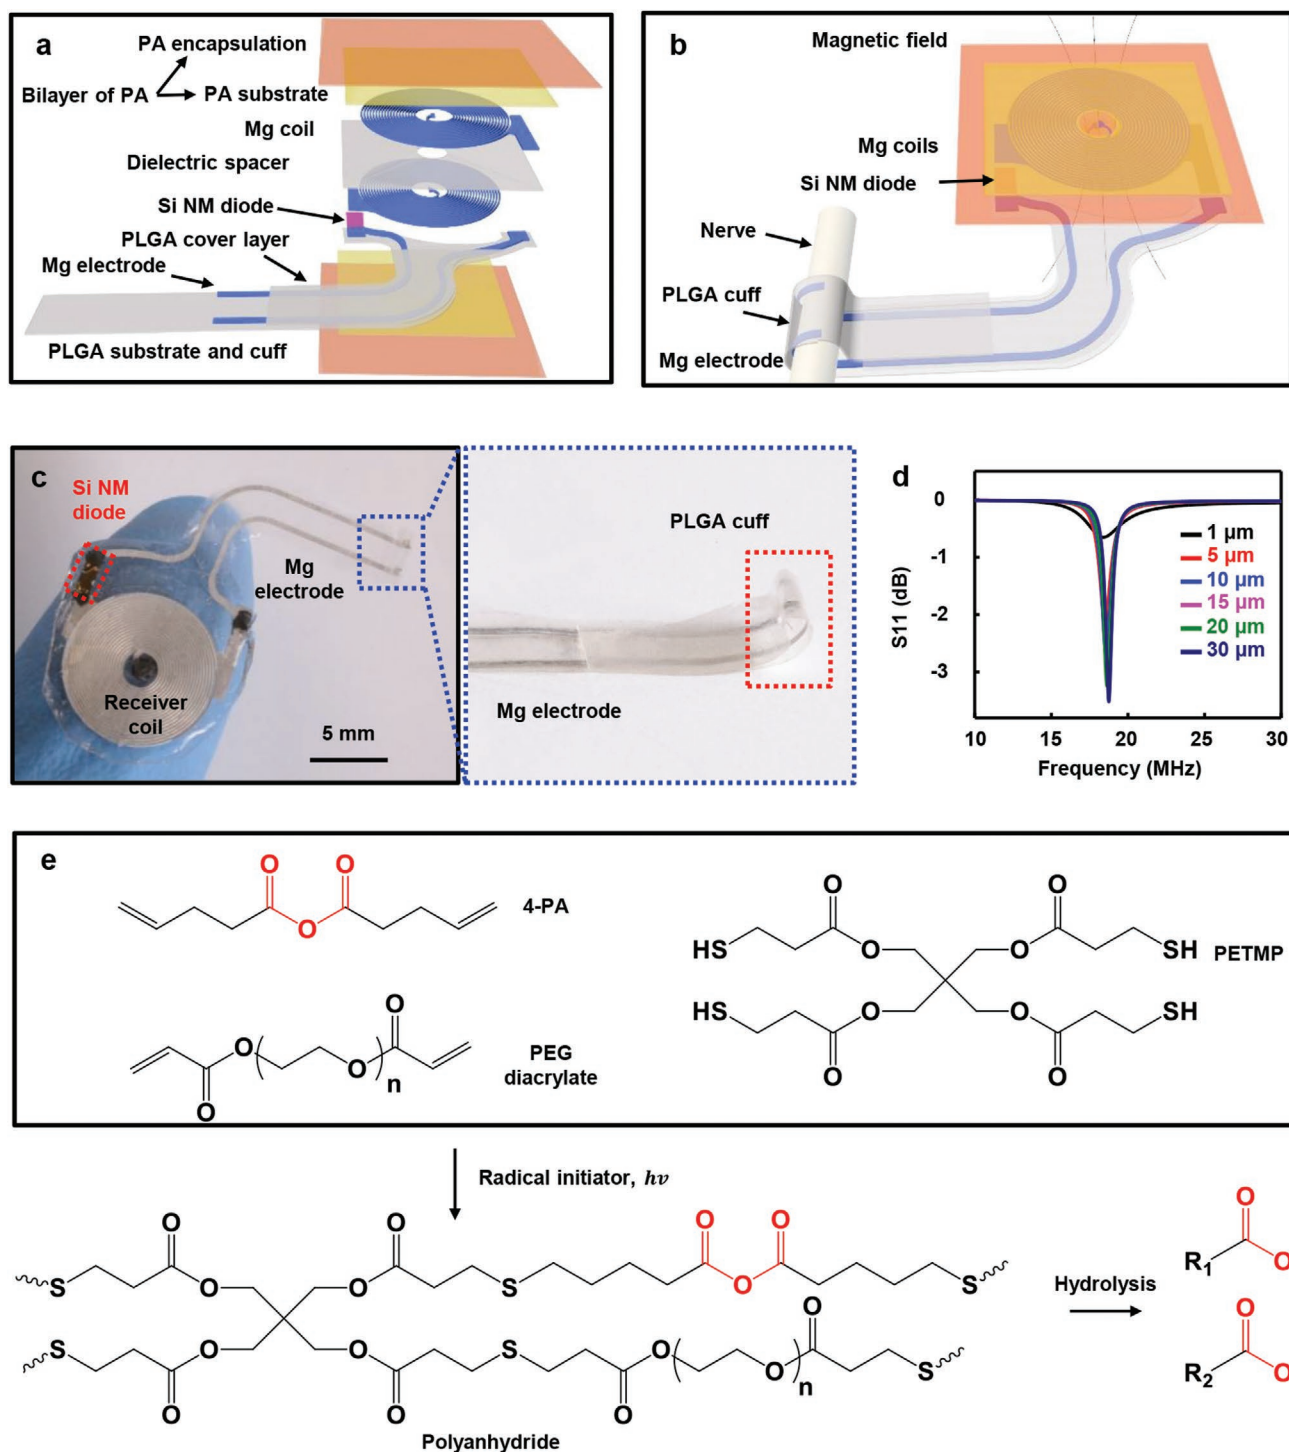 a
PA encapsulation
Bilayer of PA
PA substrate
Mg coil
Dielectric spacer
Si NM diode
PLGA cover layer
Mg electrode
PLGA substrate and cuff
b
Magnetic field
Mg coils
Si NM diode
Nerve
PLGA cuff
Mg electrode
c
Si NM
diode
Mg
electrode
Receiver
coil
5 mm
PLGA cuff
Mg electrode
d
0
-1
-2
-3
S11 (dB)
1 µm
5 µm
10 µm
15 µm
20 µm
30 µm
10 15 20 25 30
Frequency (MHz)
e
O O
O
4-PA
O O
HS O O SH
PETMP
HS O O SH
O O
O
O O
O
n
PEG
diacrylate
Radical initiator, hν
O O O O
S O O S O S
S O O S O O S
O O O O
n
Polyanhydride
Hydrolysis
O
R1 O
O
R2 O